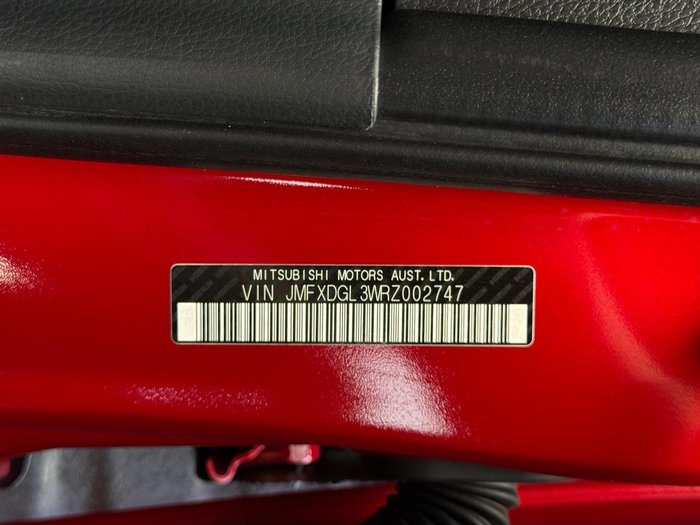 MITSUBISHI MOTORS AUST. LTD.
VIN JMFXDGL3WRZ002747